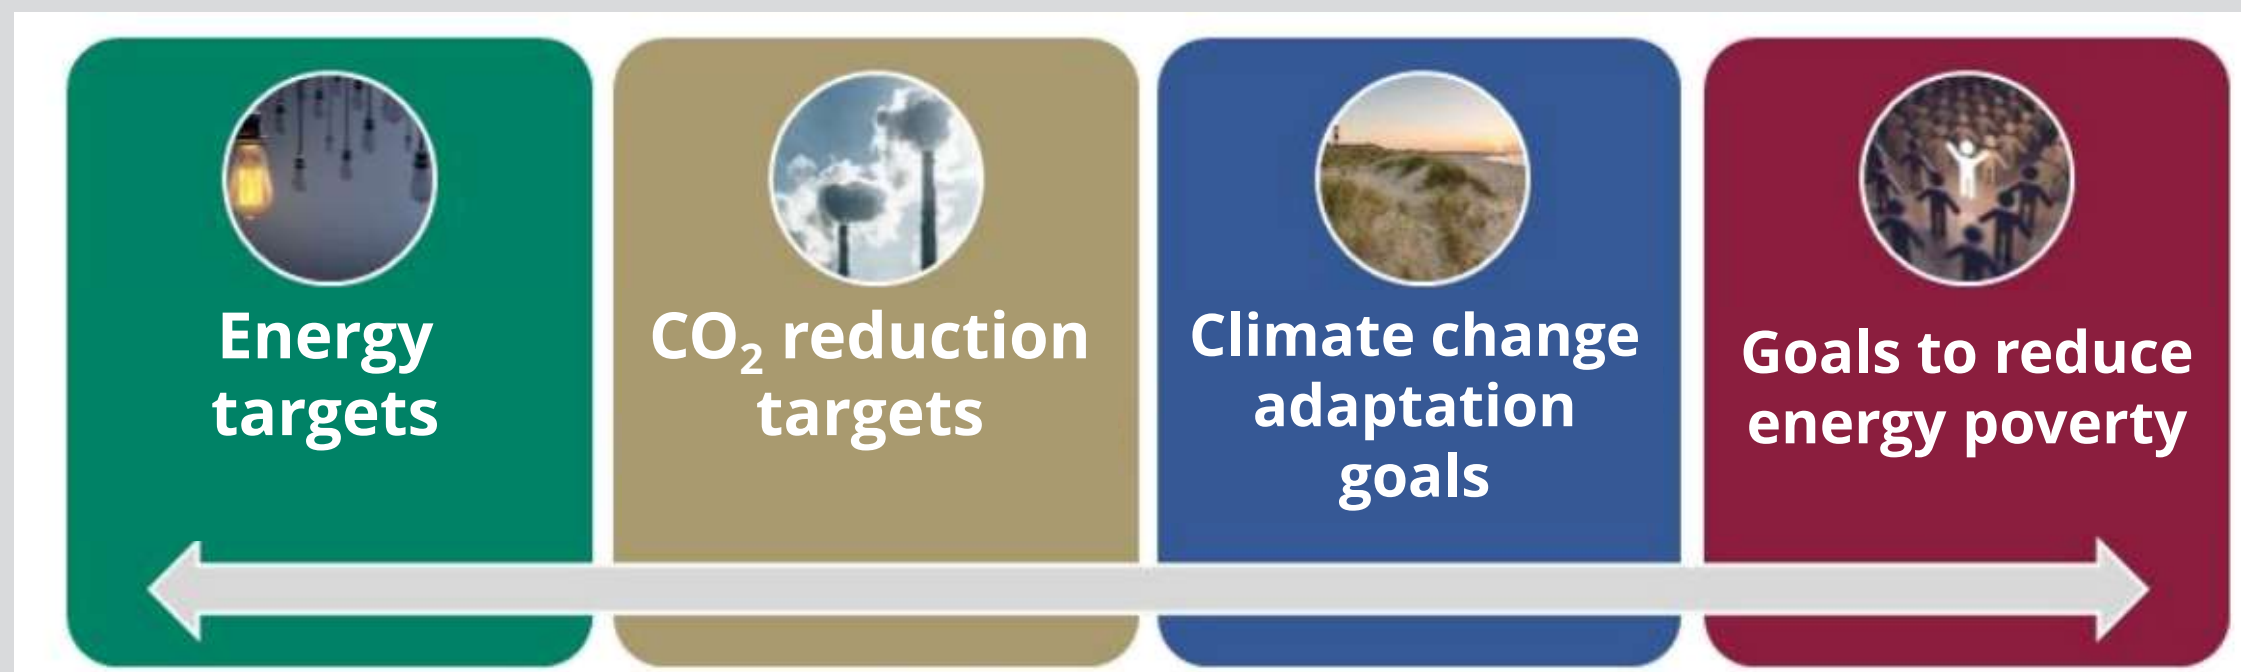 Energy
targets
CO₂ reduction
targets
Climate change
adaptation
goals
Goals to reduce
energy poverty